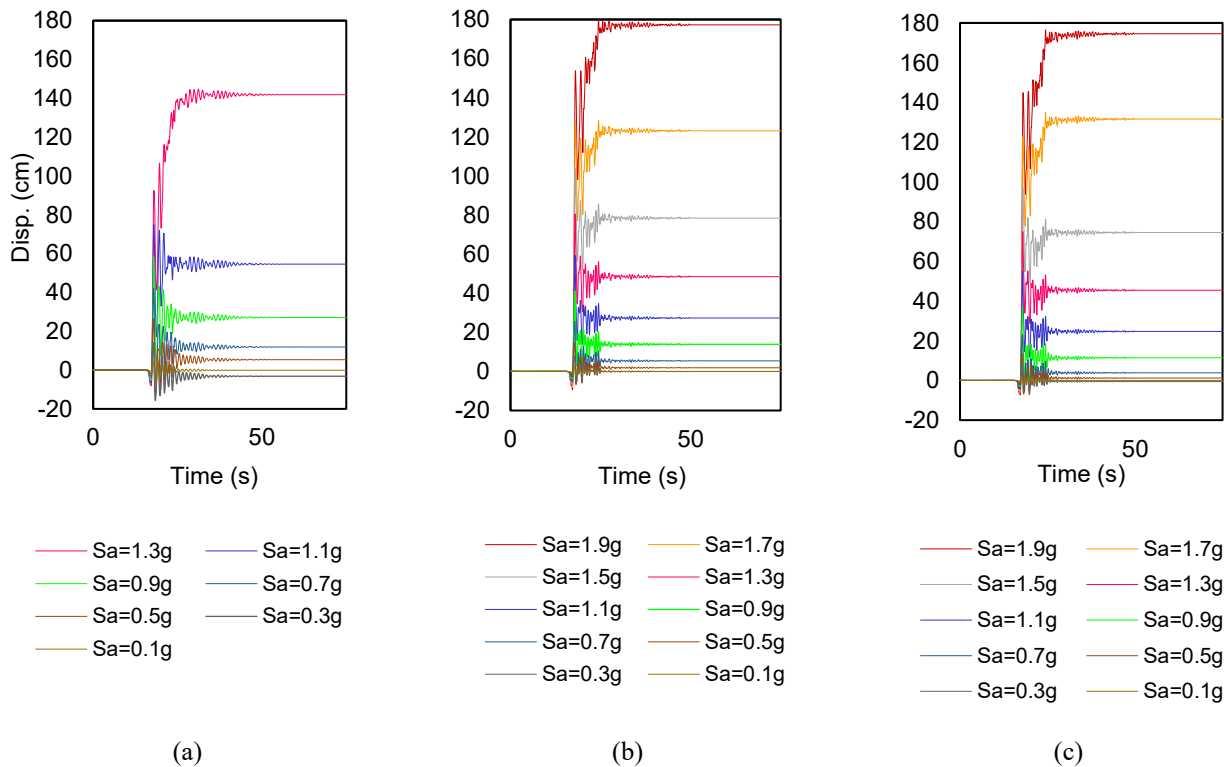 180
160
140
120
100
80
60
40
20
0
-20
Disp. (cm)
0 50
Time (s)
Sa=1.3g Sa=1.1g
Sa=0.9g Sa=0.7g
Sa=0.5g Sa=0.3g
Sa=0.1g
(a)
180
160
140
120
100
80
60
40
20
0
-20
0 50
Time (s)
Sa=1.9g Sa=1.7g
Sa=1.5g Sa=1.3g
Sa=1.1g Sa=0.9g
Sa=0.7g Sa=0.5g
Sa=0.3g Sa=0.1g
(b)
180
160
140
120
100
80
60
40
20
0
-20
0 50
Time (s)
Sa=1.9g Sa=1.7g
Sa=1.5g Sa=1.3g
Sa=1.1g Sa=0.9g
Sa=0.7g Sa=0.5g
Sa=0.3g Sa=0.1g
(c)